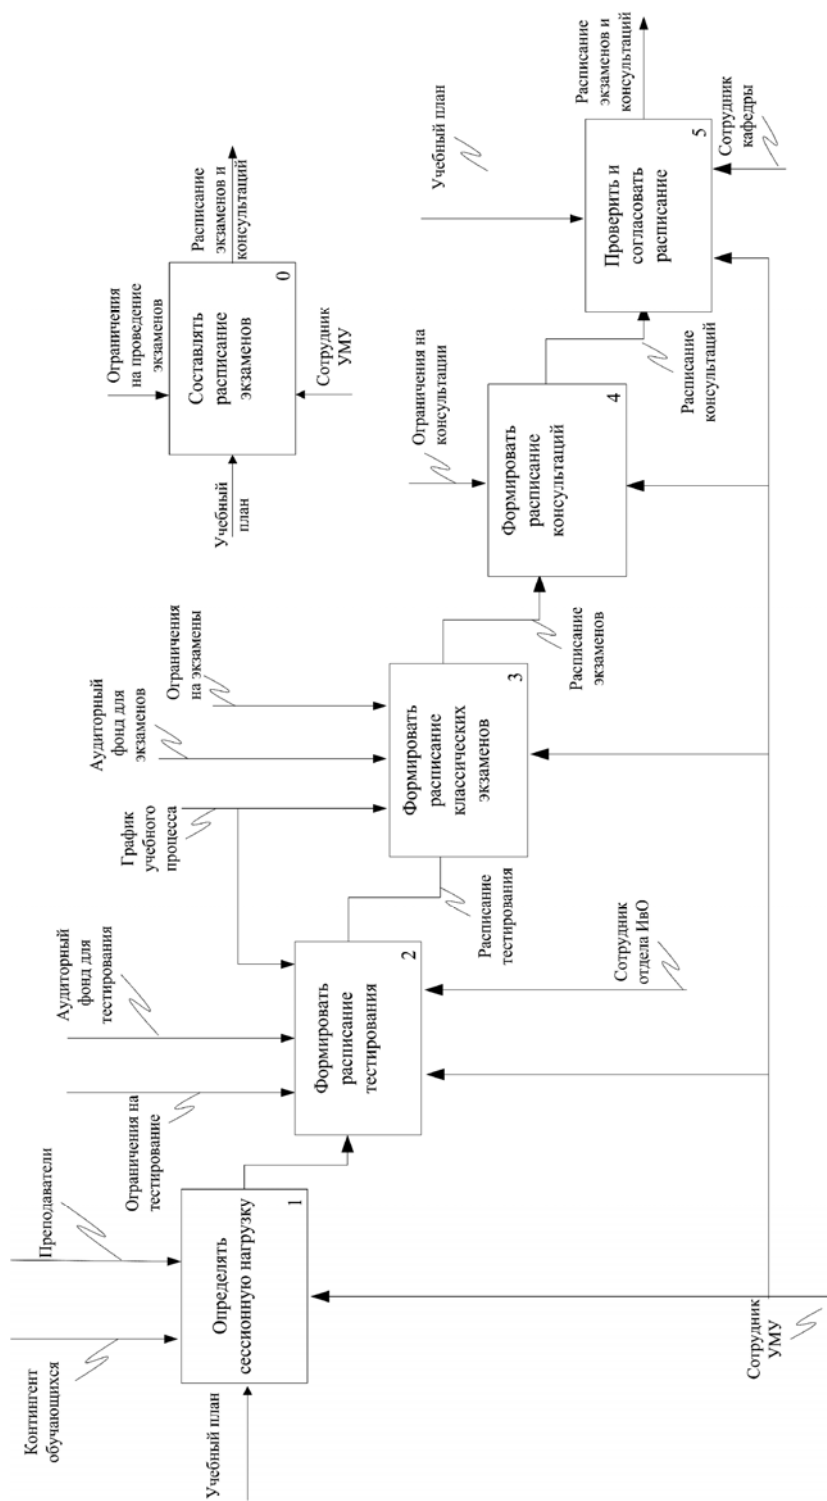 Ограничения
на проведение
экзаменов
Учебный
план
Составлять
расписание
экзаменов
0
Расписание
экзаменов и
консультаций
Сотрудник
УМУ
Контингент
обучающихся
Преподаватели
Учебный план
Определять
сессионную нагрузку
1
Ограничения на
тестирование
Аудиторный
фонд для
тестирования
График
учебного
процесса
Формировать
расписание
тестирования
2
Расписание
тестирования
Сотрудник
отдела ИвО
Аудиторный
фонд для
экзаменов
Ограничения
на экзамены
Формировать
расписание
классических
экзаменов
3
Расписание
экзаменов
Ограничения на
консультации
Формировать
расписание
консультаций
4
Расписание
консультаций
Учебный план
Проверить и
согласовать
расписание
5
Расписание
экзаменов и
консультаций
Сотрудник
кафедры
Сотрудник
УМУ